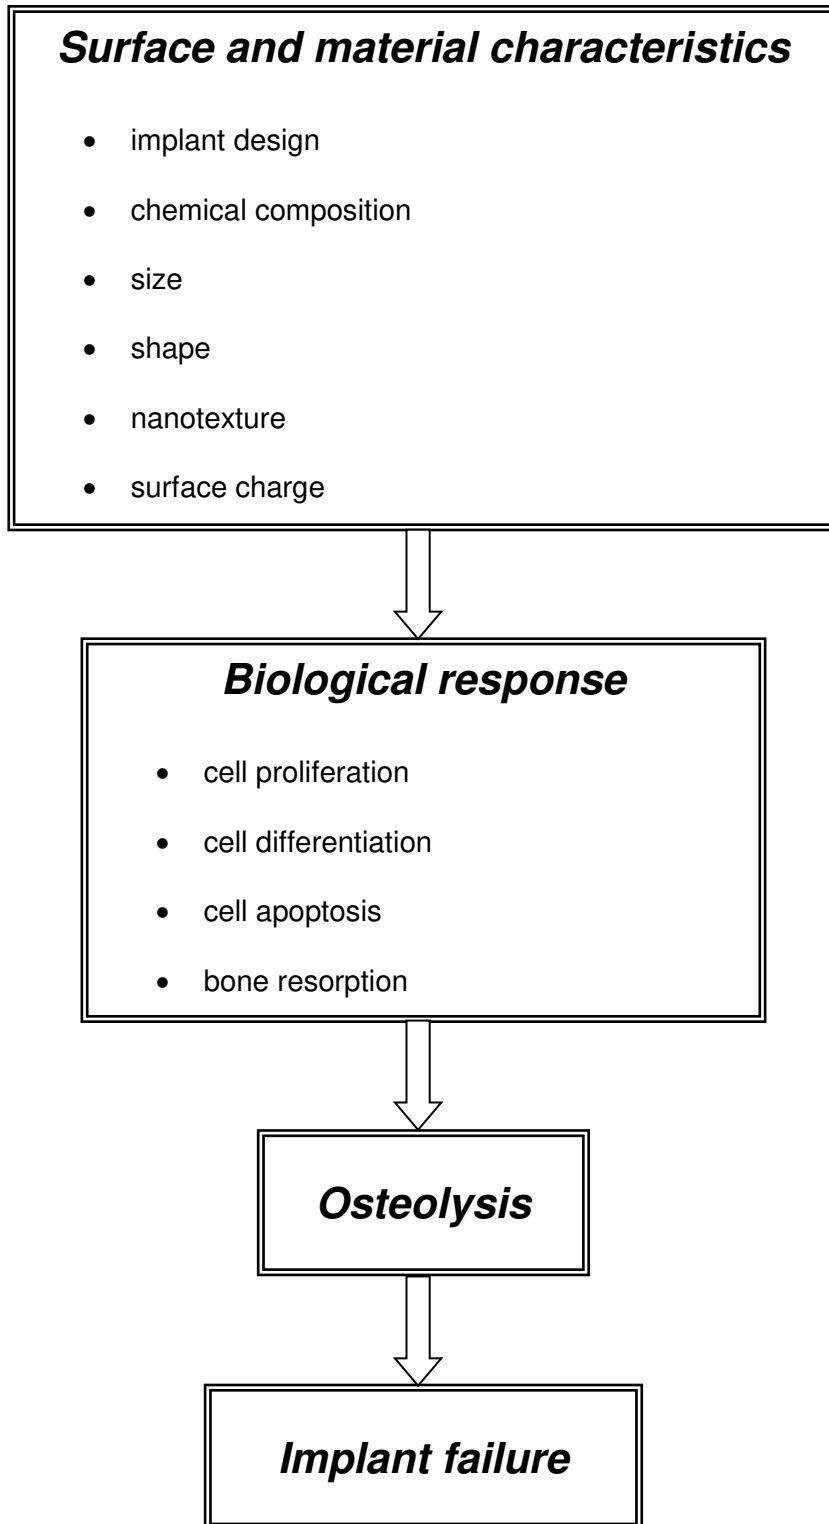 Surface and material characteristics
• implant design
• chemical composition
• size
• shape
• nanotexture
• surface charge
Biological response
• cell proliferation
• cell differentiation
• cell apoptosis
• bone resorption
Osteolysis
Implant failure